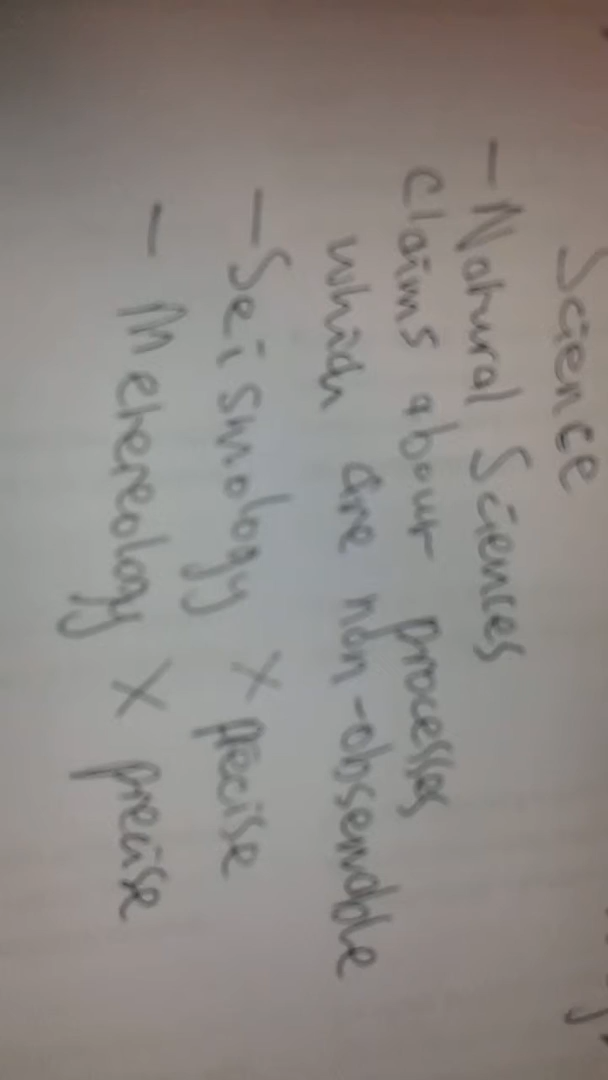 Science
- Natural Sciences
claims about processes
which are non-observable
- Seismology X precise
- Metereology X precise